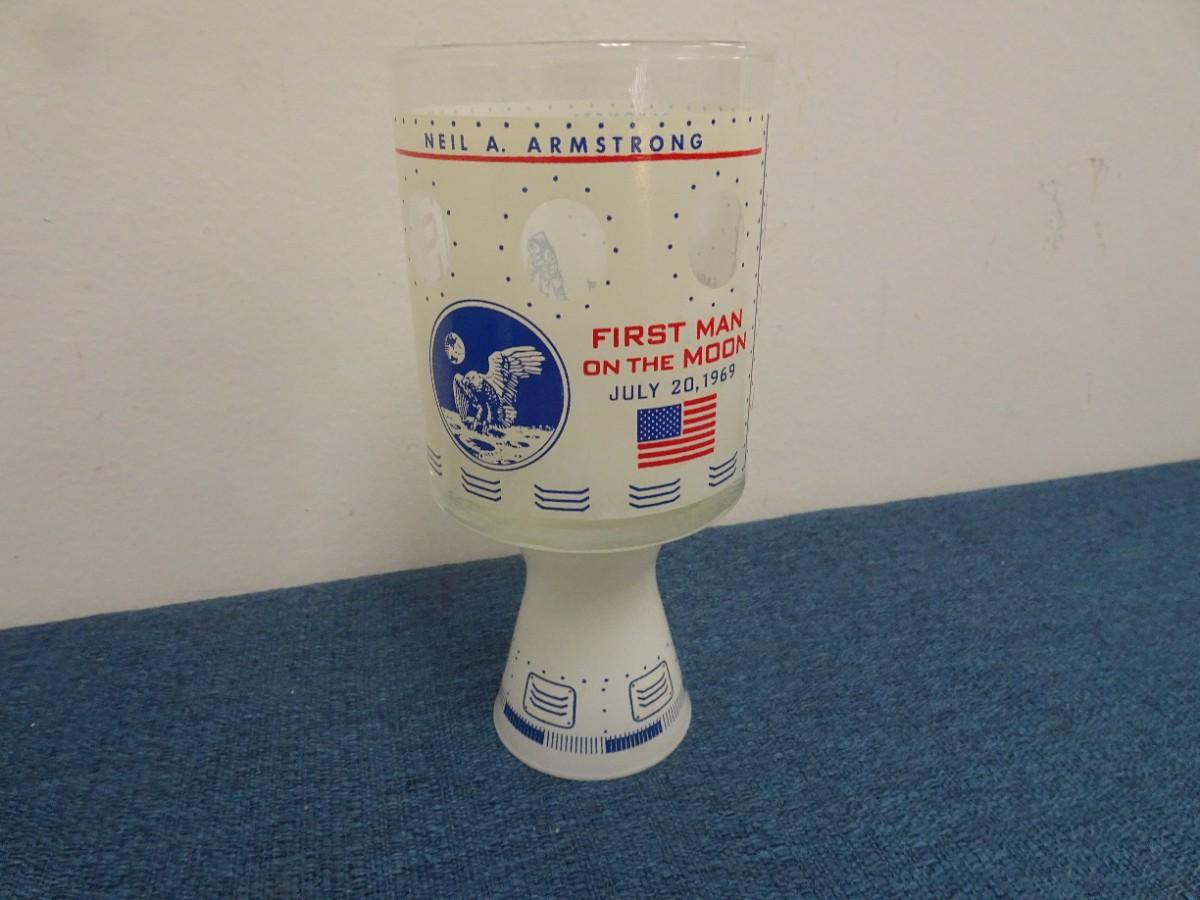 NEIL A. ARMSTRONG
FIRST MAN
ON THE MOON
JULY 20, 1969